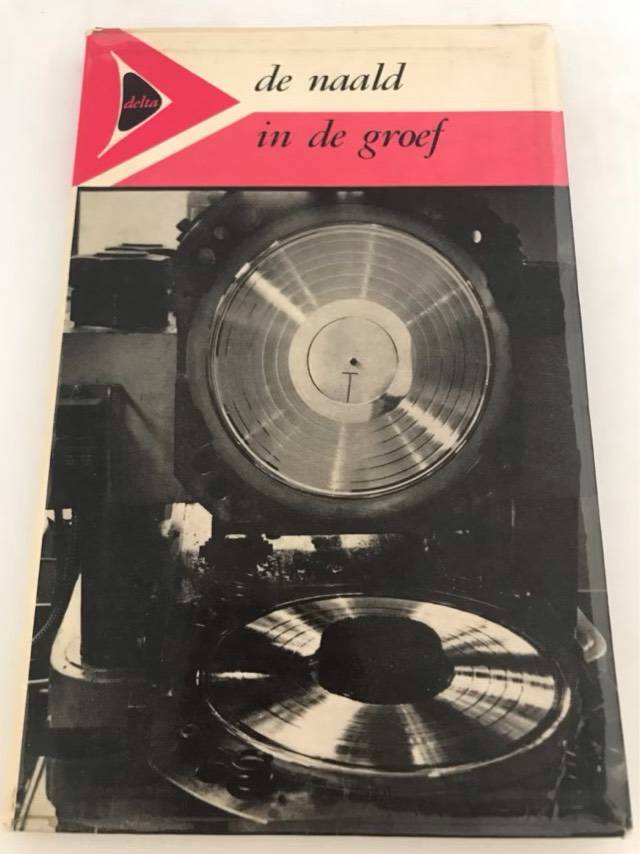 delta
de naald
in de groef